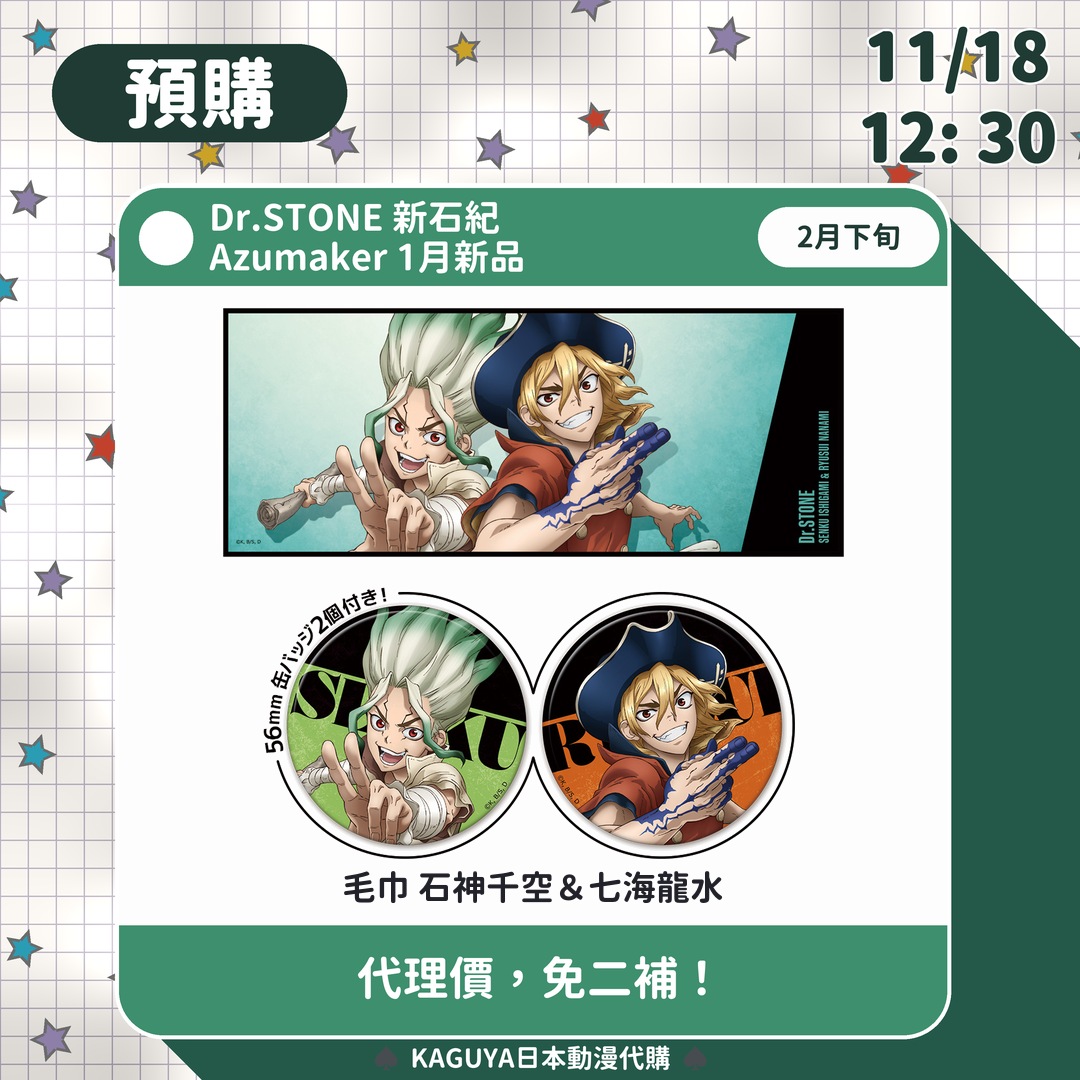 預購
11/18
12: 30
Dr.STONE 新石紀
Azumaker 1月新品
2月下旬
Dr.STONE
SENKU ISHIGAMI & RYUSUI NANAMI
©K, B/S, D
56mm 缶バッジ2個付き!
©K, B/S, D
©K, B/S, D
毛巾 石神千空&七海龍水
代理價,免二補!
KAGUYA日本動漫代購